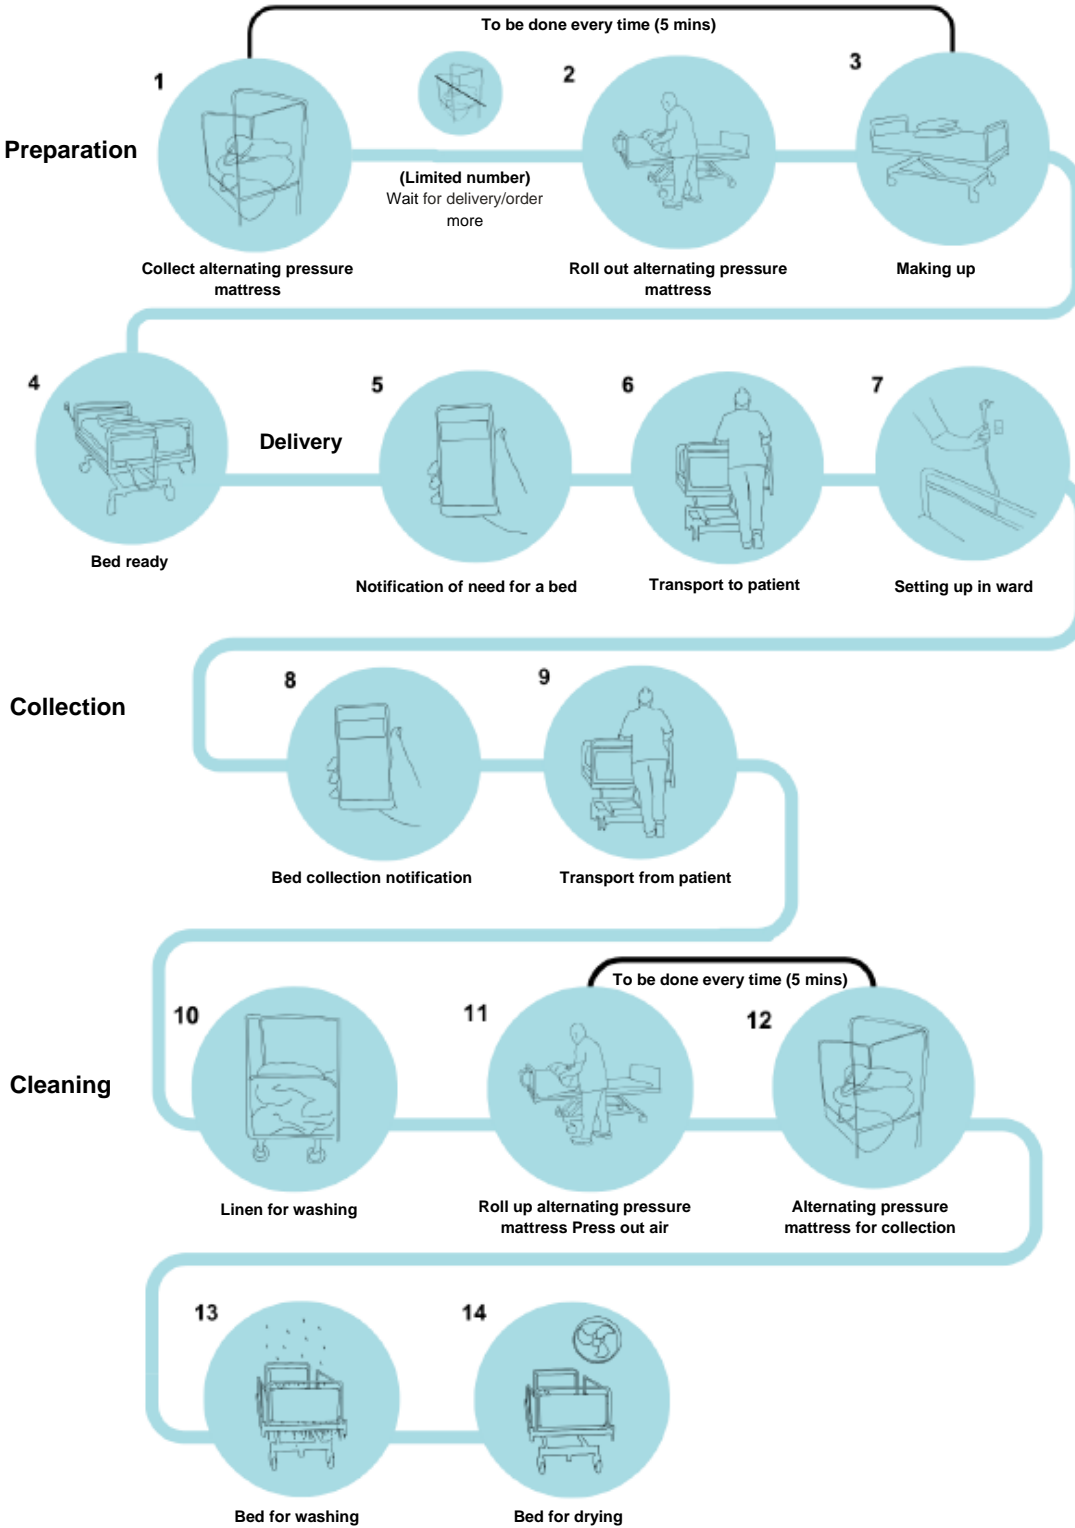 To be done every time (5 mins)
1
2
3
Preparation
(Limited number)
Wait for delivery/order
more
Collect alternating pressure
mattress
Roll out alternating pressure
mattress
Making up
4
Delivery
5
6
7
Bed ready
Notification of need for a bed
Transport to patient
Setting up in ward
Collection
8
9
Bed collection notification
Transport from patient
To be done every time (5 mins)
10
11
12
Cleaning
Linen for washing
Roll up alternating pressure
mattress Press out air
Alternating pressure
mattress for collection
13
14
Bed for washing
Bed for drying